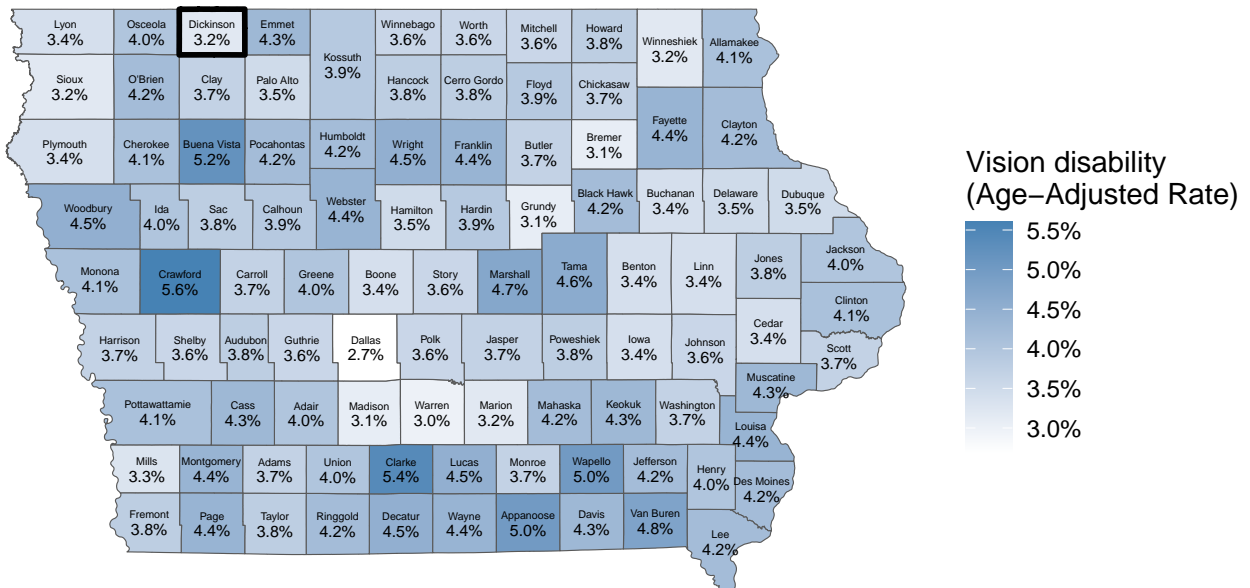 Lyon
3.4%
Osceola
4.0%
Dickinson
3.2%
Emmet
4.3%
Kossuth
3.9%
Winnebago
3.6%
Worth
3.6%
Mitchell
3.6%
Howard
3.8%
Winneshiek
3.2%
Allamakee
4.1%
Sioux
3.2%
O'Brien
4.2%
Clay
3.7%
Palo Alto
3.5%
Hancock
3.8%
Cerro Gordo
3.8%
Floyd
3.9%
Chickasaw
3.7%
Fayette
4.4%
Clayton
4.2%
Plymouth
3.4%
Cherokee
4.1%
Buena Vista
5.2%
Pocahontas
4.2%
Humboldt
4.2%
Wright
4.5%
Franklin
4.4%
Butler
3.7%
Bremer
3.1%
Woodbury
4.5%
Ida
4.0%
Sac
3.8%
Calhoun
3.9%
Webster
4.4%
Hamilton
3.5%
Hardin
3.9%
Grundy
3.1%
Black Hawk
4.2%
Buchanan
3.4%
Delaware
3.5%
Dubuque
3.5%
Monona
4.1%
Crawford
5.6%
Carroll
3.7%
Greene
4.0%
Boone
3.4%
Story
3.6%
Marshall
4.7%
Tama
4.6%
Benton
3.4%
Linn
3.4%
Jones
3.8%
Jackson
4.0%
Clinton
4.1%
Harrison
3.7%
Shelby
3.6%
Audubon
3.8%
Guthrie
3.6%
Dallas
2.7%
Polk
3.6%
Jasper
3.7%
Poweshiek
3.8%
Iowa
3.4%
Johnson
3.6%
Cedar
3.4%
Scott
3.7%
Muscatine
4.3%
Pottawattamie
4.1%
Cass
4.3%
Adair
4.0%
Madison
3.1%
Warren
3.0%
Marion
3.2%
Mahaska
4.2%
Keokuk
4.3%
Washington
3.7%
Louisa
4.4%
Mills
3.3%
Montgomery
4.4%
Adams
3.7%
Union
4.0%
Clarke
5.4%
Lucas
4.5%
Monroe
3.7%
Wapello
5.0%
Jefferson
4.2%
Henry
4.0%
Des Moines
4.2%
Fremont
3.8%
Page
4.4%
Taylor
3.8%
Ringgold
4.2%
Decatur
4.5%
Wayne
4.4%
Appanoose
5.0%
Davis
4.3%
Van Buren
4.8%
Lee
4.2%
Vision disability
(Age−Adjusted Rate)
5.5%
5.0%
4.5%
4.0%
3.5%
3.0%